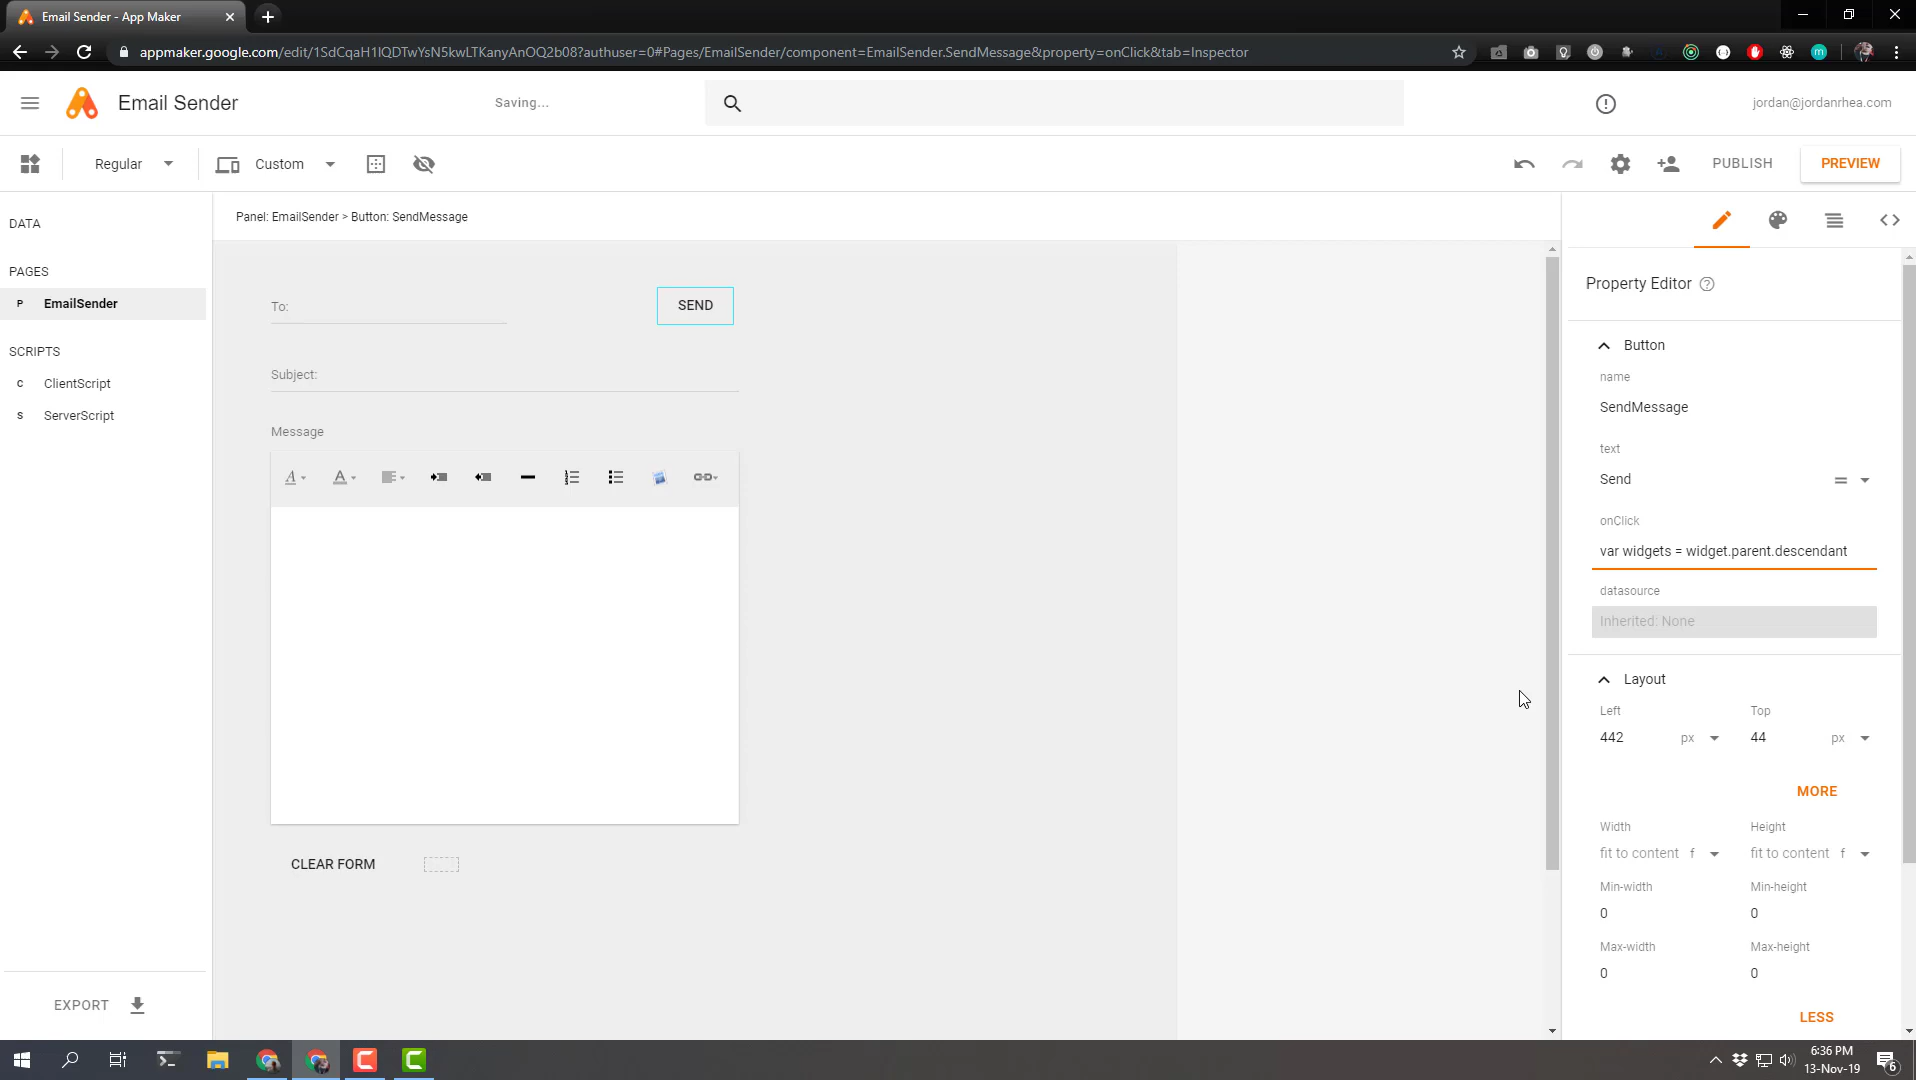 Email Sender - App Maker
appmaker.google.com/edit/1SdCqaH1lQDTwYsN5kwLTKanyAnOQ2b08?authuser=0#Pages/EmailSender/component=EmailSender.SendMessage&property=onClick&tab=Inspector
Email Sender
Saving...
jordan@jordanrhea.com
Regular
Custom
PUBLISH
PREVIEW
DATA
PAGES
P EmailSender
SCRIPTS
C ClientScript
S ServerScript
EXPORT
Panel: EmailSender > Button: SendMessage
To:
SEND
Subject:
Message
CLEAR FORM
Property Editor
Button
name
SendMessage
text
Send
onClick
var widgets = widget.parent.descendant
datasource
Inherited: None
Layout
Left Top
442 px 44 px
MORE
Width Height
fit to content f fit to content f
Min-width Min-height
0 0
Max-width Max-height
0 0
LESS
6:36 PM
13-Nov-19
6